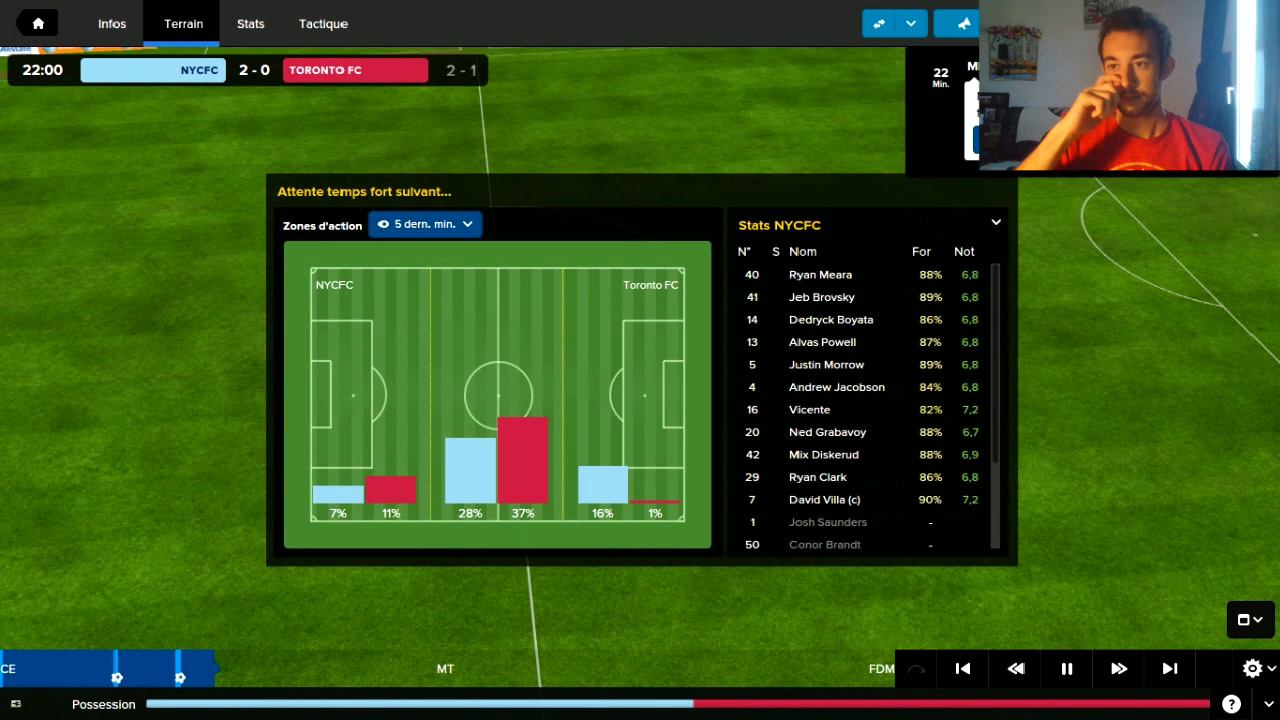 Infos Terrain Stats Tactique
22:00 NYCFC 2 - 0 TORONTO FC 2 - 1
22
Min.
Attente temps fort suivant...
Zones d'action 5 dern. min.
NYCFC Toronto FC
7% 11% 28% 37% 16% 1%
Stats NYCFC
N° S Nom For Not
40 Ryan Meara 88% 6,8
41 Jeb Brovsky 89% 6,8
14 Dedryck Boyata 86% 6,8
13 Alvas Powell 87% 6,8
5 Justin Morrow 89% 6,8
4 Andrew Jacobson 84% 6,8
16 Vicente 82% 7,2
20 Ned Grabavoy 88% 6,7
42 Mix Diskerud 88% 6,9
29 Ryan Clark 86% 6,8
7 David Villa (c) 90% 7,2
1 Josh Saunders -
50 Conor Brandt -
CE MT FDM
Possession